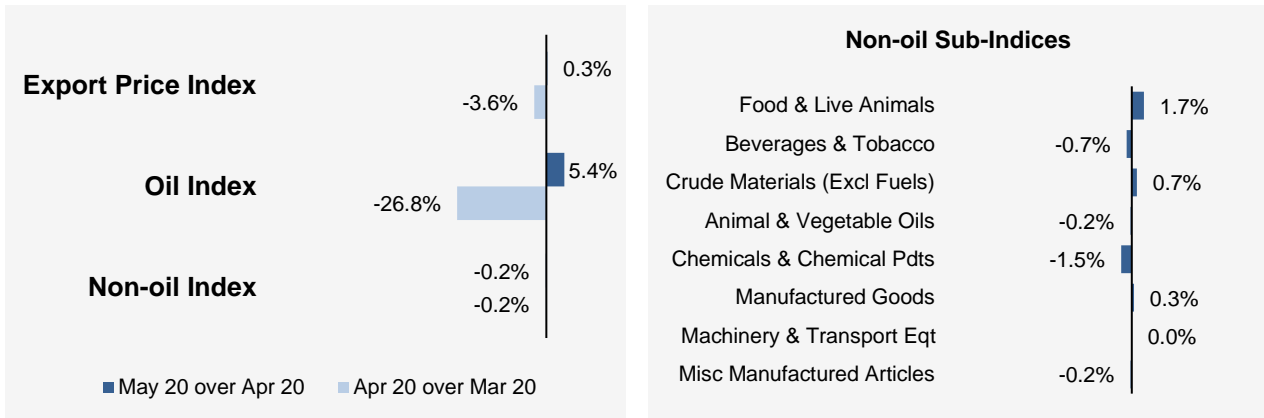 0.3%
Export Price Index
-3.6%
5.4%
Oil Index
-26.8%
-0.2%
Non-oil Index
-0.2%
May 20 over Apr 20
Apr 20 over Mar 20
Non-oil Sub-Indices
Food & Live Animals 1.7%
Beverages & Tobacco -0.7%
Crude Materials (Excl Fuels) 0.7%
Animal & Vegetable Oils -0.2%
Chemicals & Chemical Pdts -1.5%
Manufactured Goods 0.3%
Machinery & Transport Eqt 0.0%
Misc Manufactured Articles -0.2%